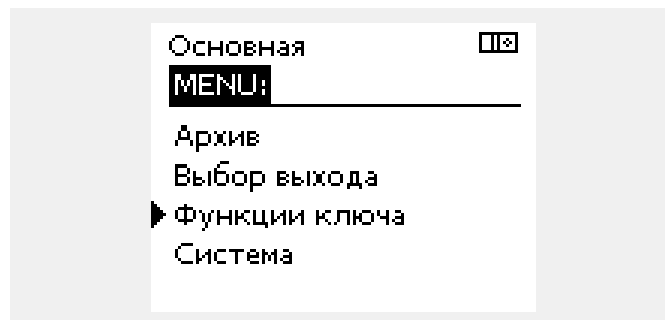 Основная
MENU:
Архив
Выбор выхода
Функции ключа
Система